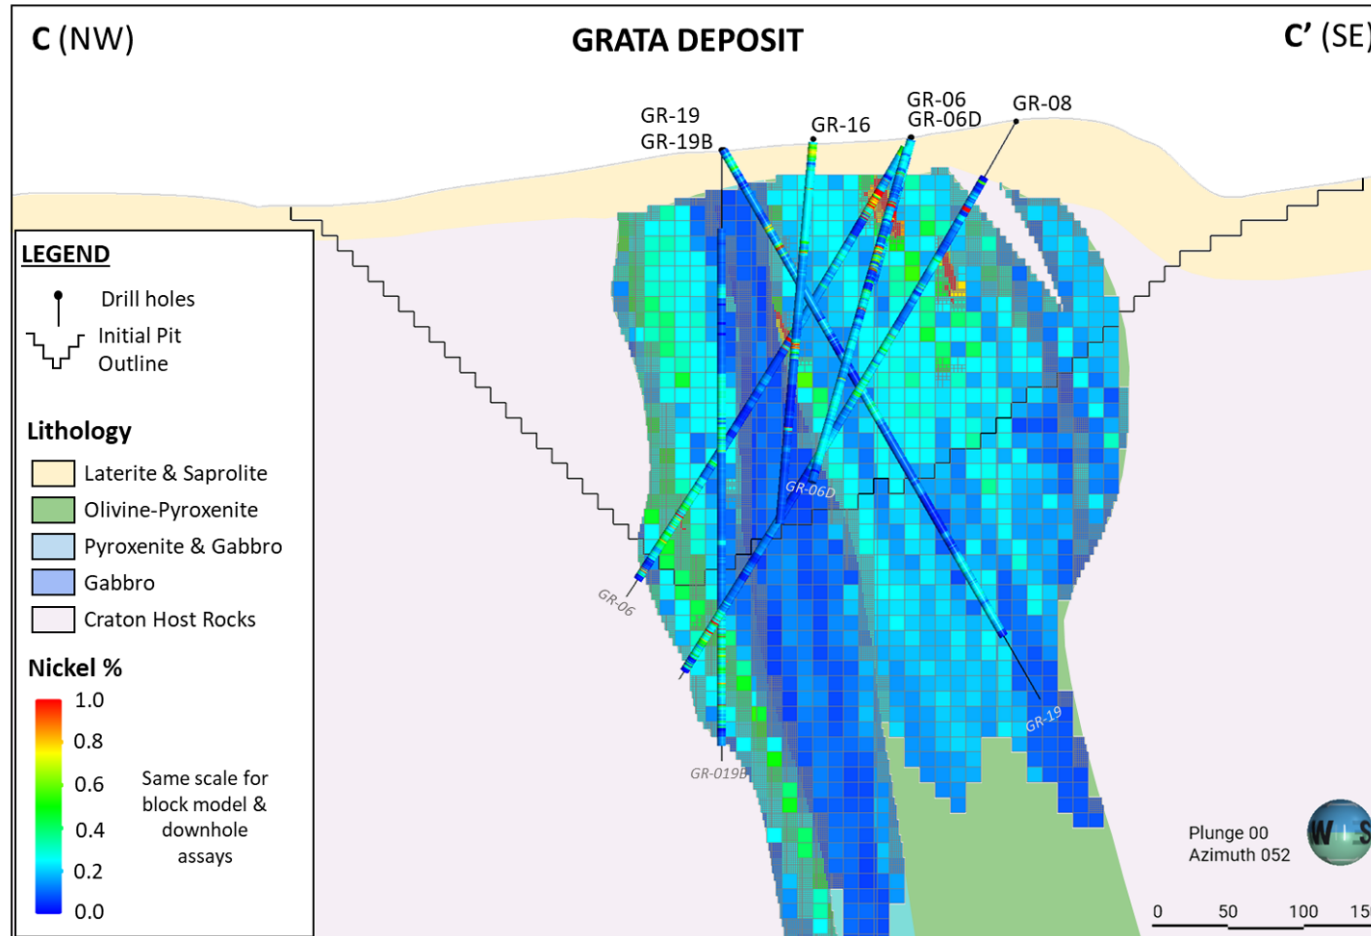 C (NW)
GRATA DEPOSIT
C' (SE)
GR-19
GR-19B
GR-16
GR-06
GR-06D
GR-08
LEGEND
Drill holes
Initial Pit
Outline
Lithology
Laterite & Saprolite
Olivine-Pyroxenite
Pyroxenite & Gabbro
Gabbro
Craton Host Rocks
Nickel %
1.0
0.8
0.6
0.4
0.2
0.0
Same scale for
block model &
downhole
assays
GR-06D
GR-06
GR-19
GR-019B
Plunge 00
Azimuth 052
W S
0 50 100 150